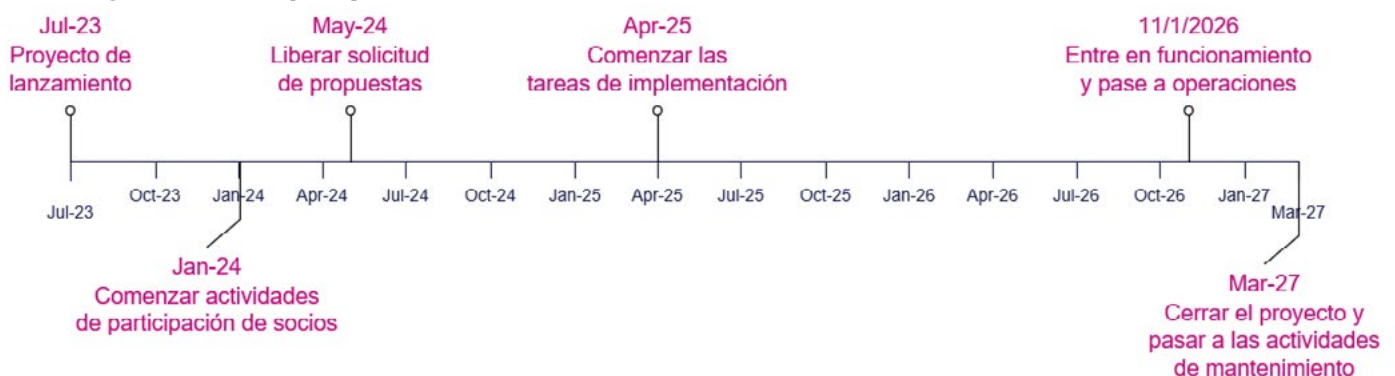 Jul-23
Proyecto de
lanzamiento
May-24
Liberar solicitud
de propuestas
Apr-25
Comenzar las
tareas de implementación
11/1/2026
Entre en funcionamiento
y pase a operaciones
Jul-23
Oct-23
Jan-24
Apr-24
Jul-24
Oct-24
Jan-25
Apr-25
Jul-25
Oct-25
Jan-26
Apr-26
Jul-26
Oct-26
Jan-27
Mar-27
Jan-24
Comenzar actividades
de participación de socios
Mar-27
Cerrar el proyecto y
pasar a las actividades
de mantenimiento